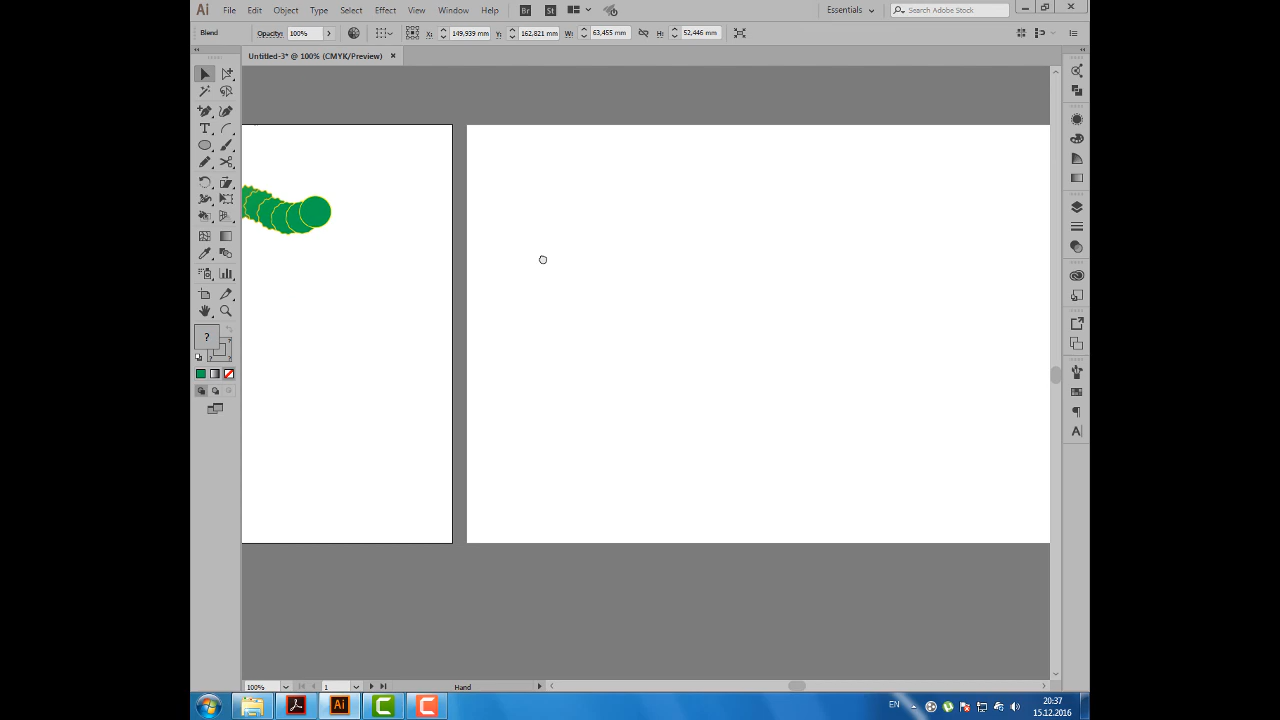 Ai File Edit Object Type Select Effect View Window Help Br St Essentials Search Adobe Stock
Blend Opacity: 100% X: 149,939 mm Y: 162,821 mm W: 63,455 mm H: 52,446 mm
Untitled-3* @ 100% (CMYK/Preview)
?
100% 1 Hand
Ai C C EN 20:37
15.12.2016